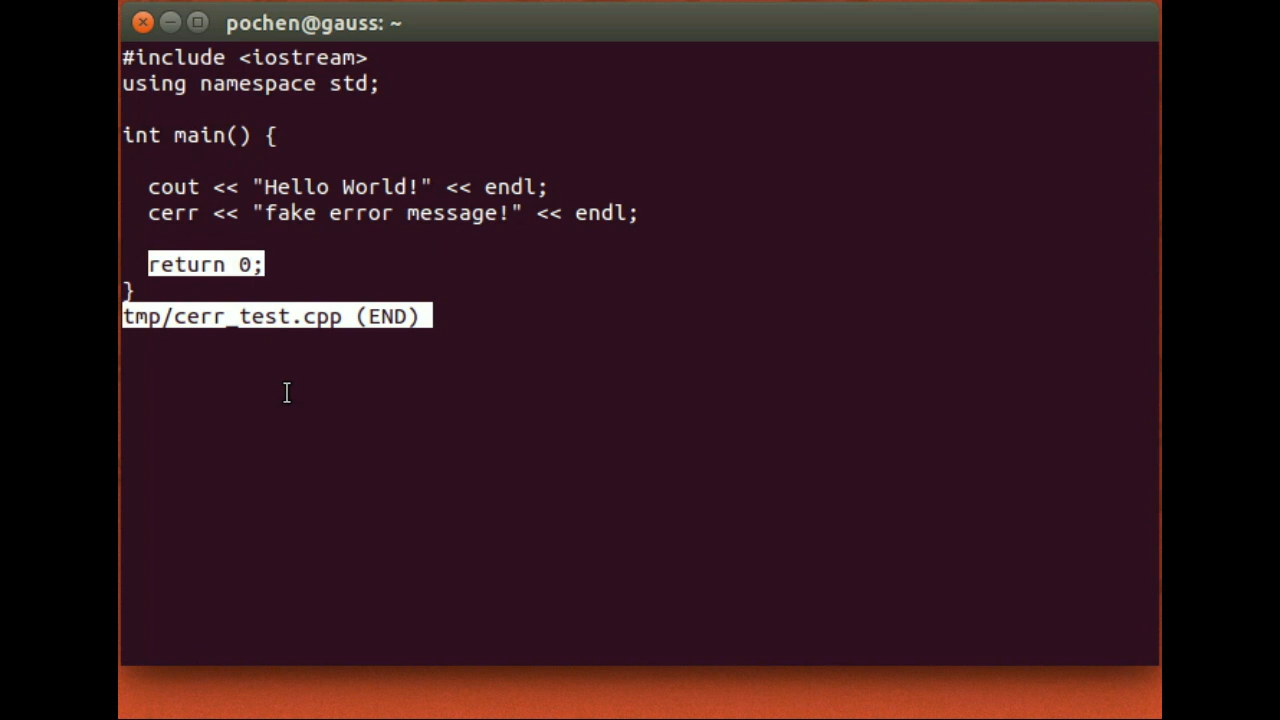 pochen@gauss: ~
#include <iostream>
using namespace std;
int main() {
cout << "Hello World!" << endl;
cerr << "fake error message!" << endl;
return 0;
}
tmp/cerr_test.cpp (END)